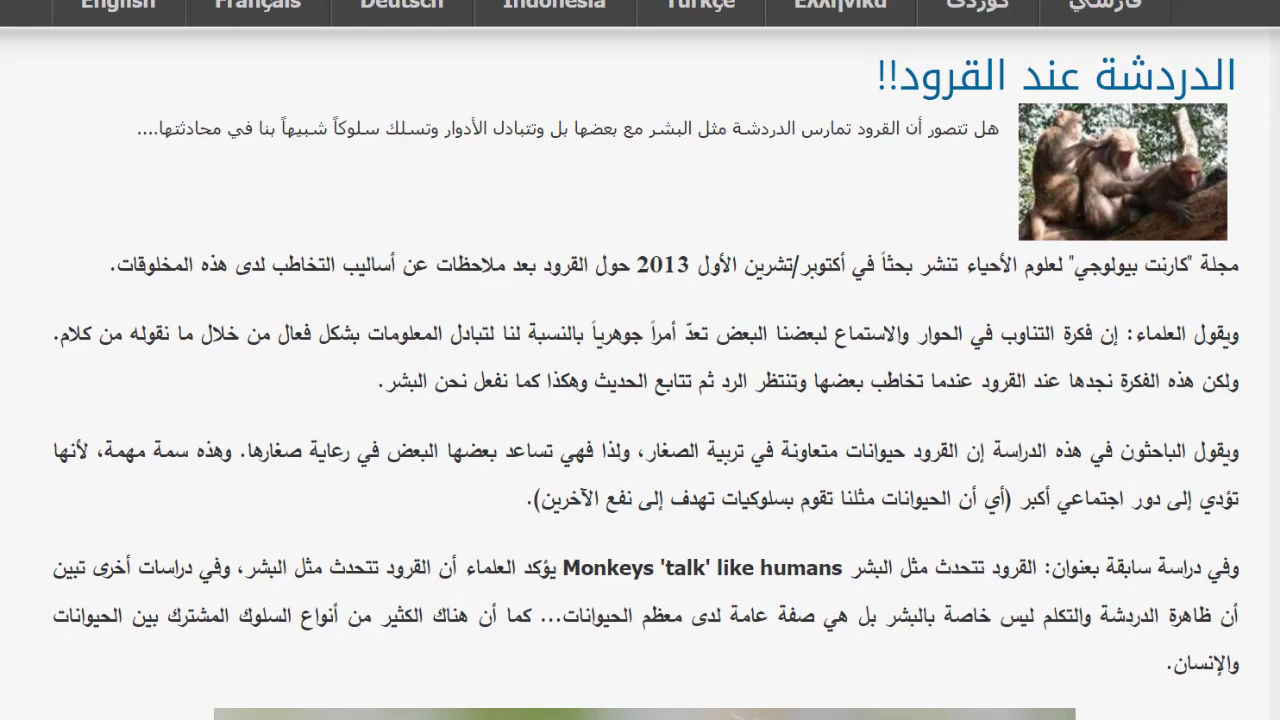 English Français Deutsch Indonesia Türkçe Ελληνικά کوردی فارسي
الدردشة عند القرود!!
هل تتصور أن القرود تمارس الدردشة مثل البشر مع بعضها بل وتتبادل الأدوار وتسلك سلوكاً شبيهاً بنا في محادثتها....
مجلة "كارنت بيولوجي" لعلوم الأحياء تنشر بحثاً في أكتوبر/تشرين الأول 2013 حول القرود بعد ملاحظات عن أساليب التخاطب لدى هذه المخلوقات.
ويقول العلماء: إن فكرة التناوب في الحوار والاستماع لبعضنا البعض تعدّ أمراً جوهرياً بالنسبة لنا لتبادل المعلومات بشكل فعال من خلال ما نقوله من كلام.
ولكن هذه الفكرة نجدها عند القرود عندما تخاطب بعضها وتنتظر الرد ثم تتابع الحديث وهكذا كما نفعل نحن البشر.
ويقول الباحثون في هذه الدراسة إن القرود حيوانات متعاونة في تربية الصغار، ولذا فهي تساعد بعضها البعض في رعاية صغارها. وهذه سمة مهمة، لأنها
تؤدي إلى دور اجتماعي أكبر (أي أن الحيوانات مثلنا تقوم بسلوكيات تهدف إلى نفع الآخرين).
وفي دراسة سابقة بعنوان: القرود تتحدث مثل البشر Monkeys 'talk' like humans يؤكد العلماء أن القرود تتحدث مثل البشر، وفي دراسات أخرى تبين
أن ظاهرة الدردشة والتكلم ليس خاصة بالبشر بل هي صفة عامة لدى معظم الحيوانات... كما أن هناك الكثير من أنواع السلوك المشترك بين الحيوانات
والإنسان.